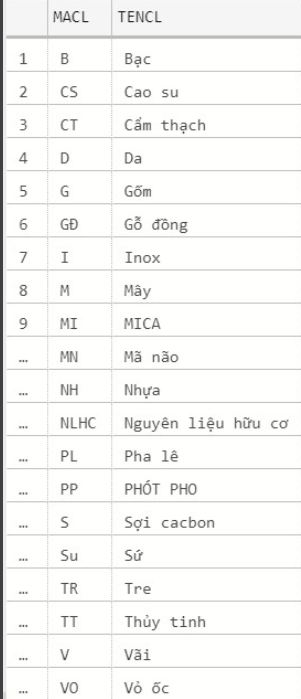 MACL TENCL
1 B Bạc
2 CS Cao su
3 CT Cẩm thạch
4 D Da
5 G Gốm
6 GĐ Gỗ đồng
7 I Inox
8 M Mây
9 MI MICA
… MN Mã não
… NH Nhựa
… NLHC Nguyên liệu hữu cơ
… PL Pha lê
… PP PHÓT PHO
… S Sợi cacbon
… Su Sứ
… TR Tre
… TT Thủy tinh
… V Vãi
… VO Vỏ ốc